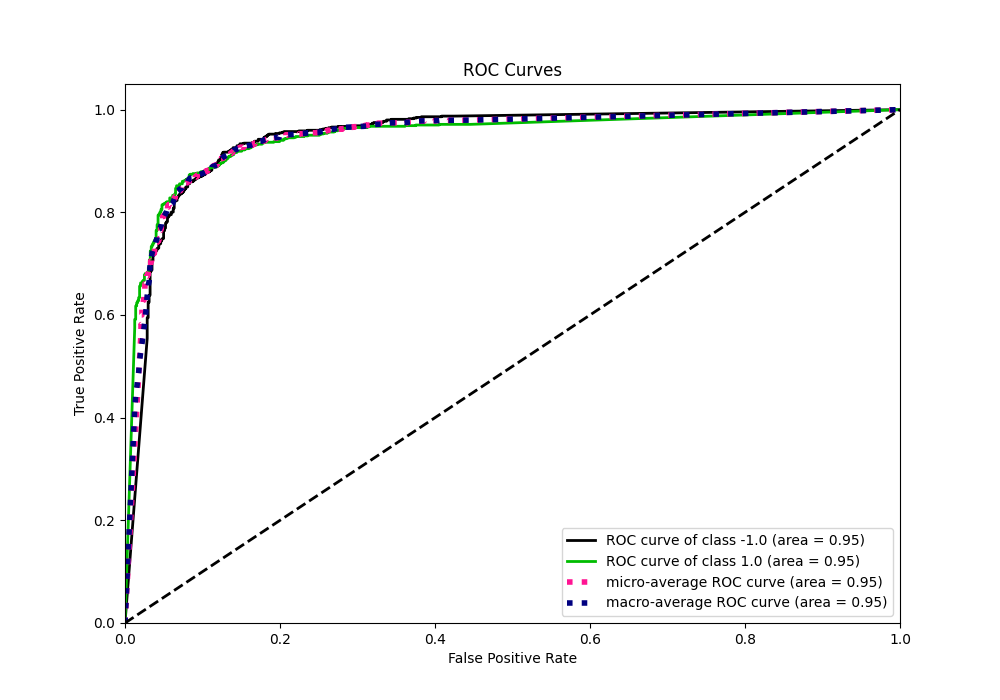 ROC Curves
1.0
0.8
0.6
0.4
0.2
0.0
True Positive Rate
0.0 0.2 0.4 0.6 0.8 1.0
False Positive Rate
ROC curve of class -1.0 (area = 0.95)
ROC curve of class 1.0 (area = 0.95)
micro-average ROC curve (area = 0.95)
macro-average ROC curve (area = 0.95)